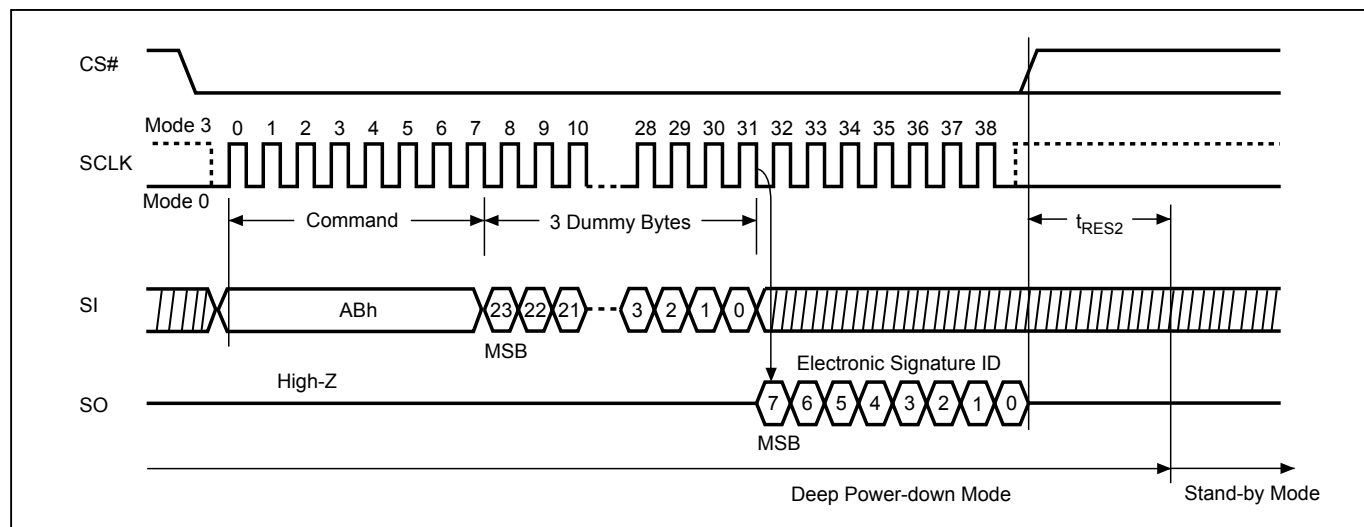 CS#
Mode 3
0 1 2 3 4 5 6 7 8 9 10 28 29 30 31 32 33 34 35 36 37 38
SCLK
Mode 0
Command
3 Dummy Bytes
tRES2
SI
ABh
23 22 21 3 2 1 0
MSB
Electronic Signature ID
High-Z
SO
7 6 5 4 3 2 1 0
MSB
Deep Power-down Mode
Stand-by Mode